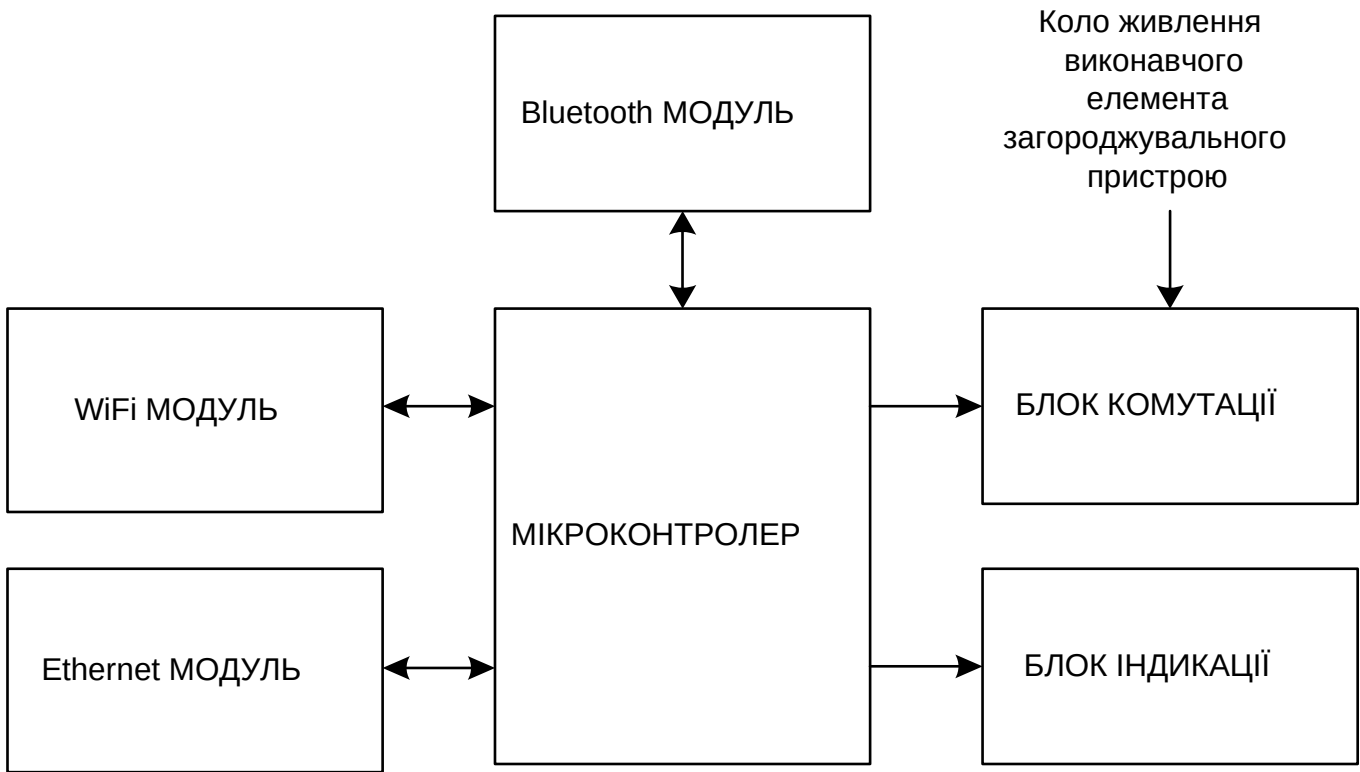 Bluetooth МОДУЛЬ
Коло живлення
виконавчого
елемента
загороджувального
пристрою
WiFi МОДУЛЬ
БЛОК КОМУТАЦІЇ
МІКРОКОНТРОЛЕР
Ethernet МОДУЛЬ
БЛОК ІНДИКАЦІЇ